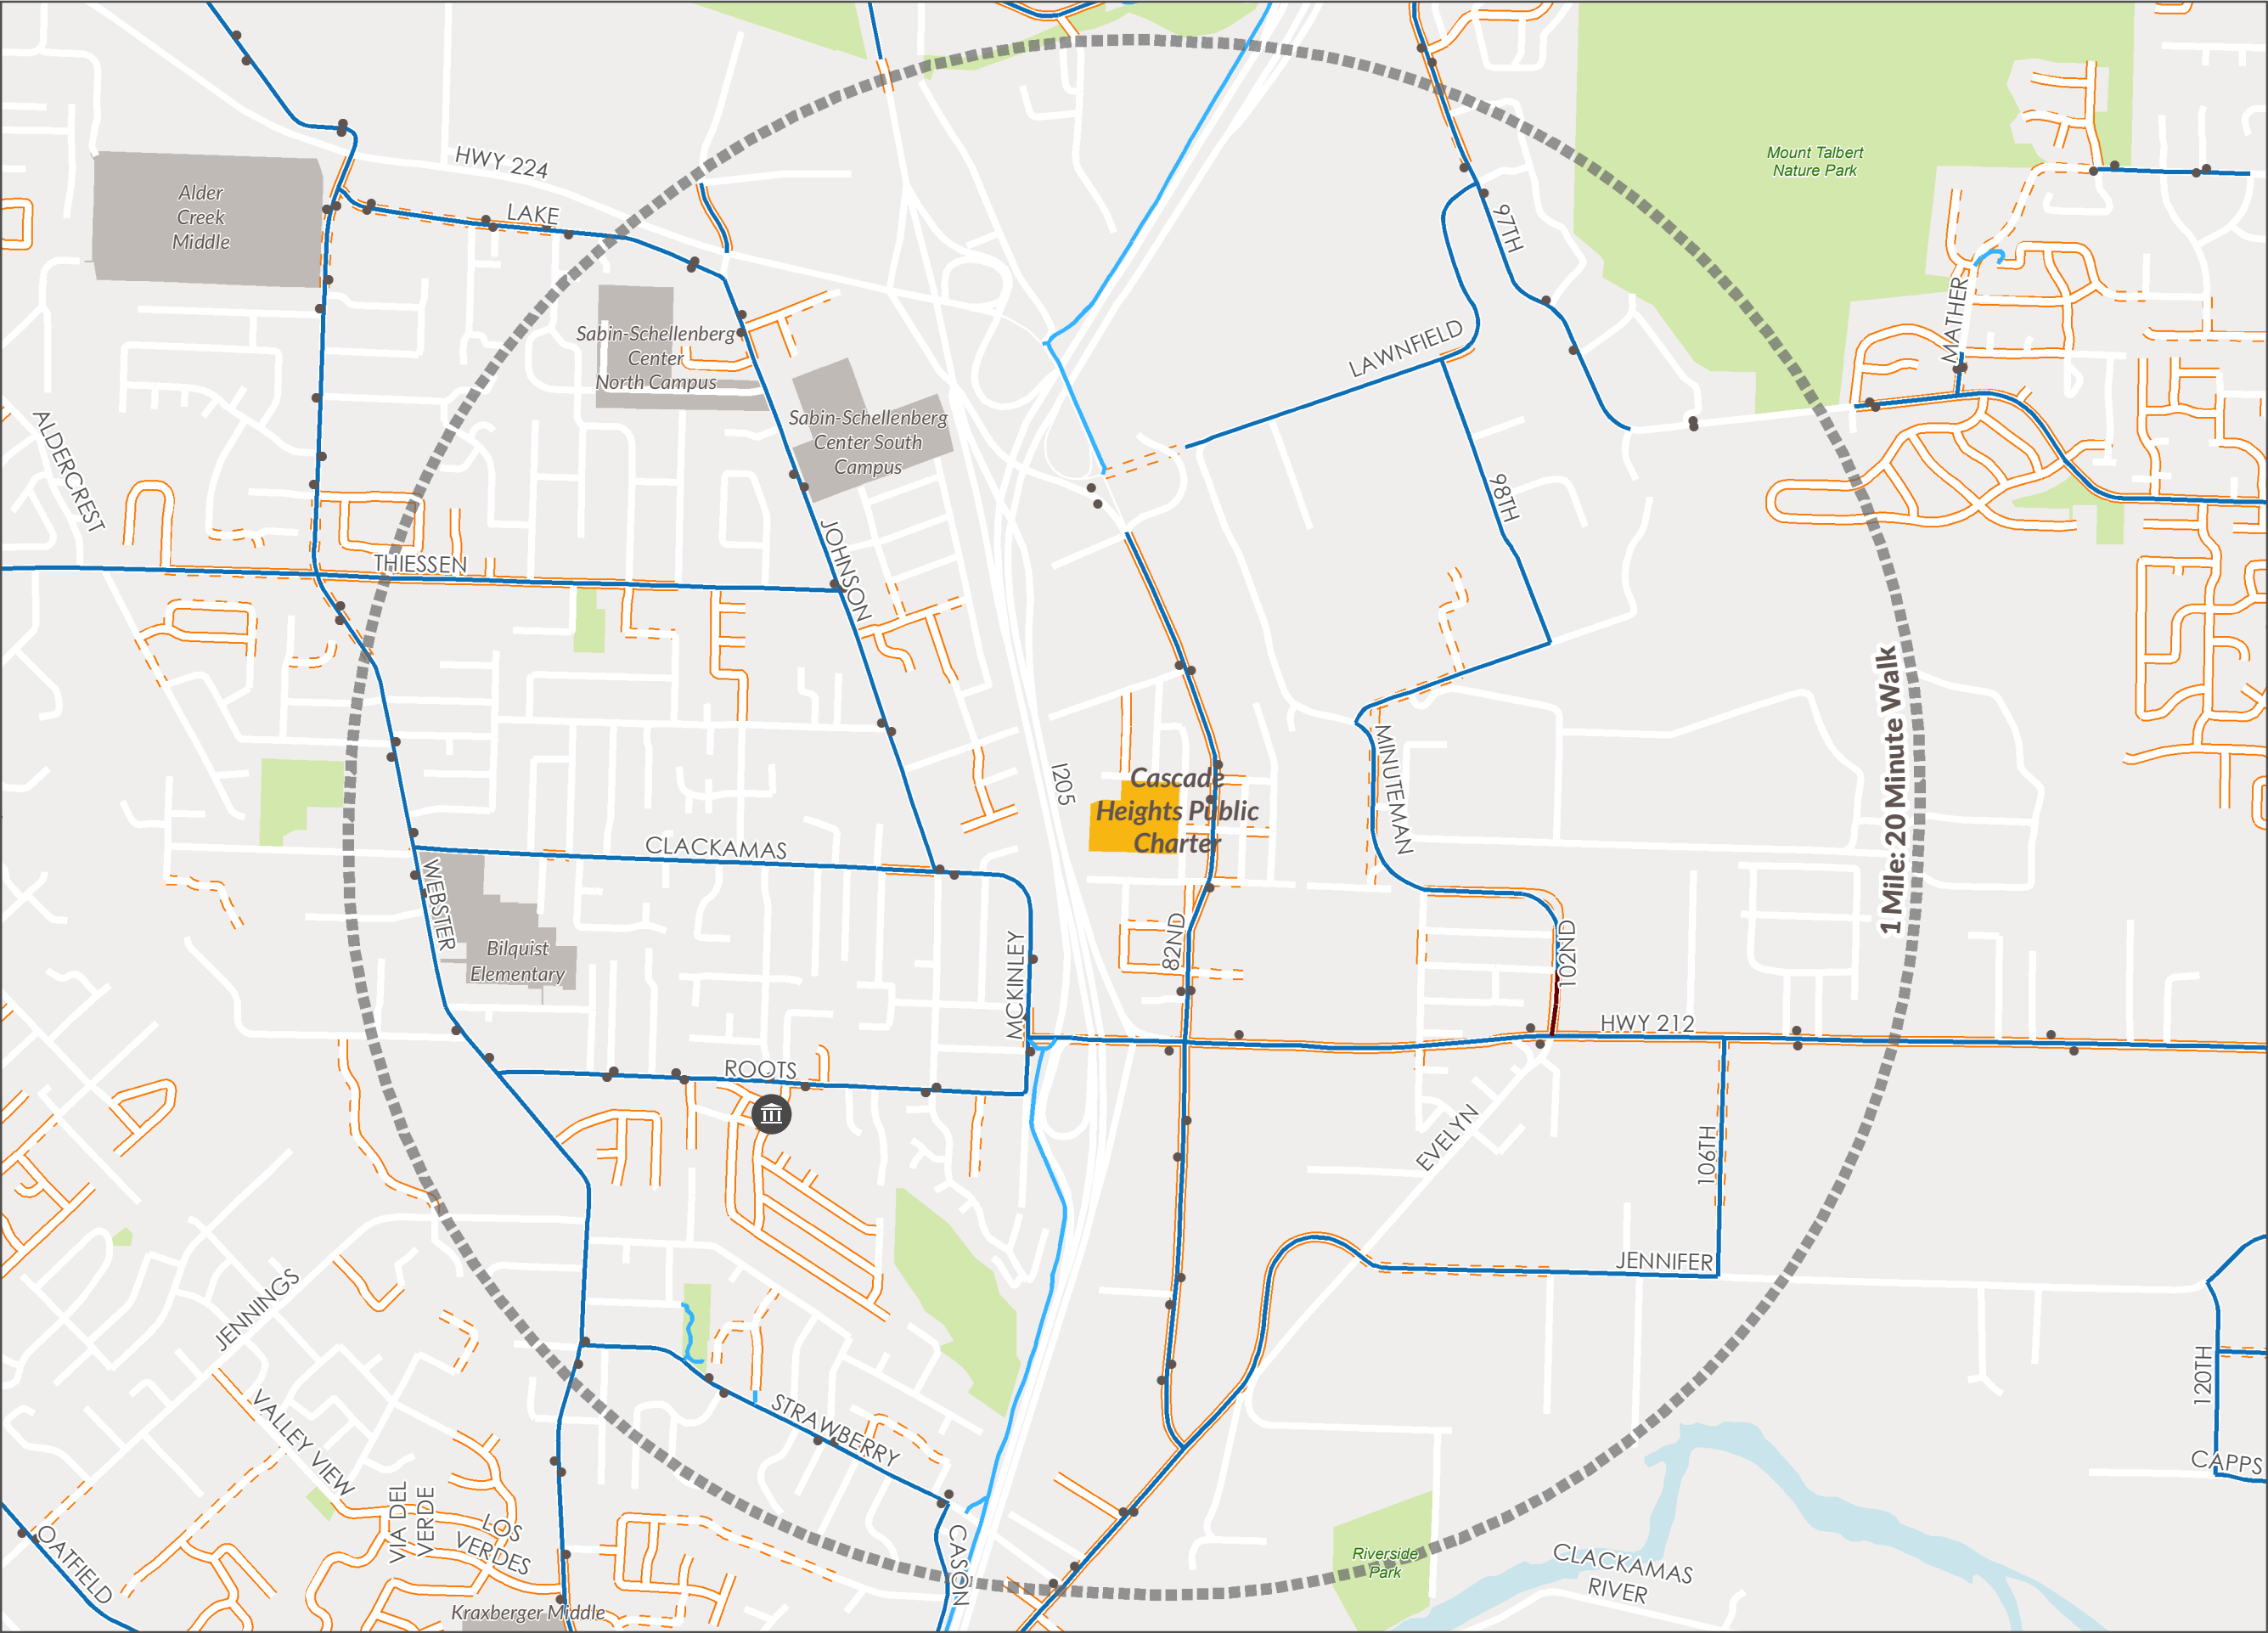 HWY 224
Alder
Creek
Middle
LAKE
Mount Talbert
Nature Park
97TH
MATHER
Sabin-Schellenberg
Center
North Campus
LAWNFIELD
Sabin-Schellenberg
Center South
Campus
ALDERCREST
98TH
JOHNSON
THIESSEN
1 Mile: 20 Minute Walk
I205
Cascade
Heights Public
Charter
MINUTEMAN
CLACKAMAS
WEBSTER
Bilquist
Elementary
MCKINLEY
82ND
102ND
HWY 212
ROOTS
EVELYN
106TH
JENNIFER
JENNINGS
120TH
VALLEY VIEW
STRAWBERRY
CAPPS
VIA DEL
VERDE
LOS
VERDES
OATFIELD
CASON
Riverside
Park
CLACKAMAS
RIVER
Kraxberger Middle